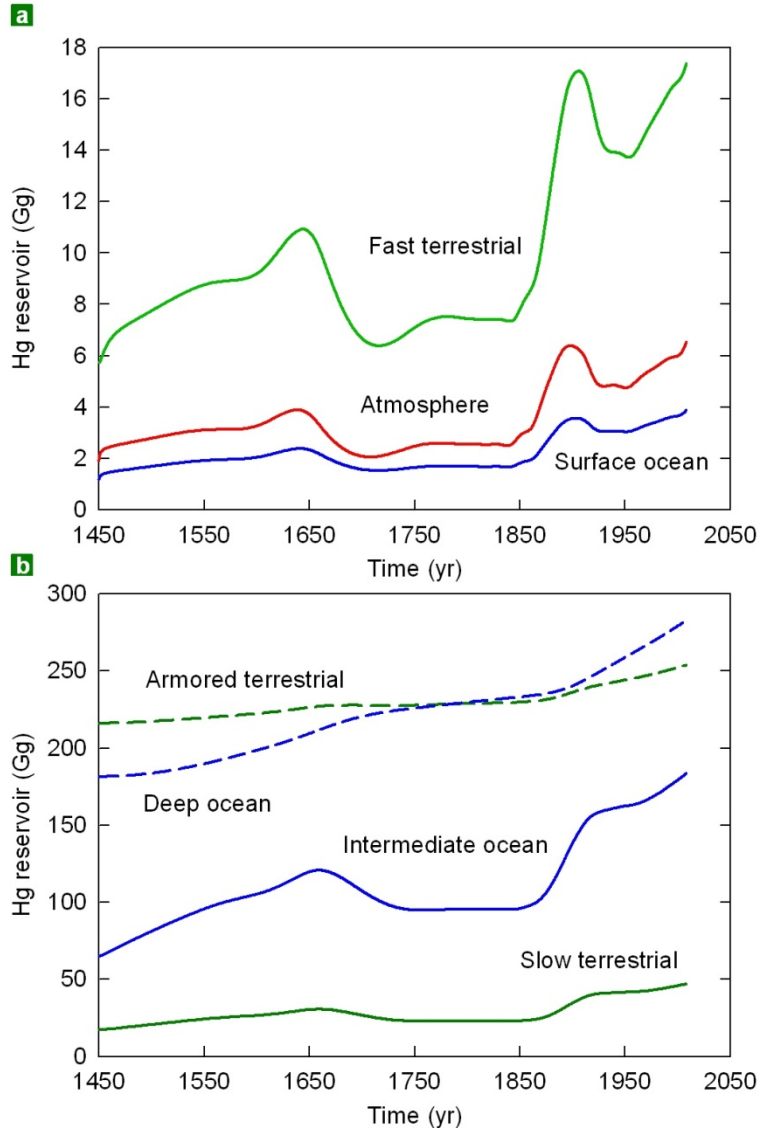 a
18
16
14
12
10
8
6
4
2
0
Hg reservoir (Gg)
Fast terrestrial
Atmosphere
Surface ocean
1450 1550 1650 1750 1850 1950 2050
Time (yr)
b
300
250
200
150
100
50
0
Hg reservoir (Gg)
Armored terrestrial
Deep ocean
Intermediate ocean
Slow terrestrial
1450 1550 1650 1750 1850 1950 2050
Time (yr)